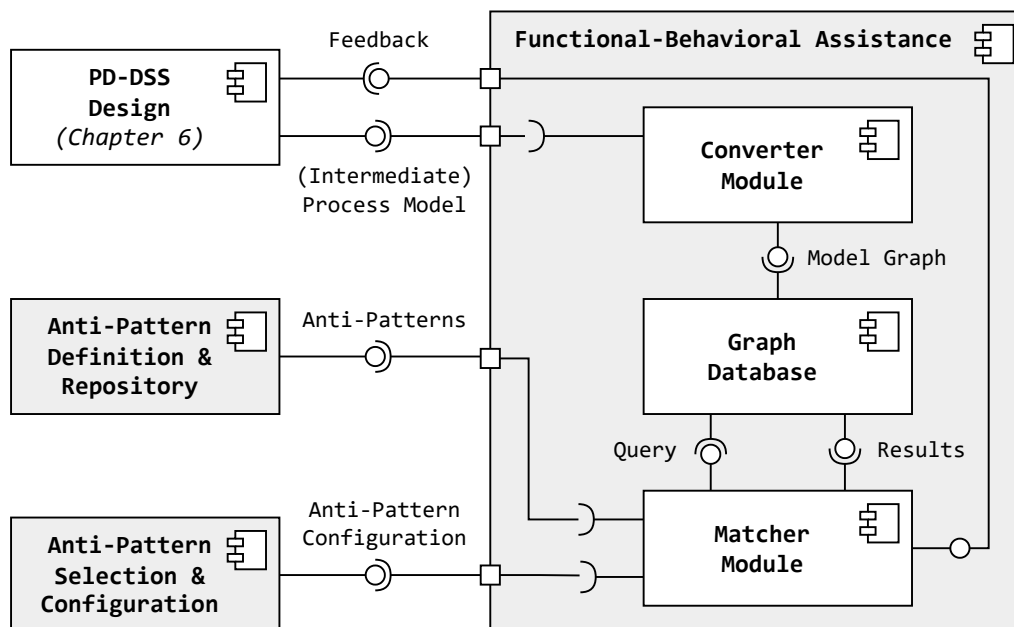 Feedback
Functional-Behavioral Assistance
PD-DSS
Design
(Chapter 6)
(Intermediate)
Process Model
Converter
Module
Model Graph
Anti-Pattern
Definition &
Repository
Anti-Patterns
Graph
Database
Query
Results
Anti-Pattern
Selection &
Configuration
Anti-Pattern
Configuration
Matcher
Module